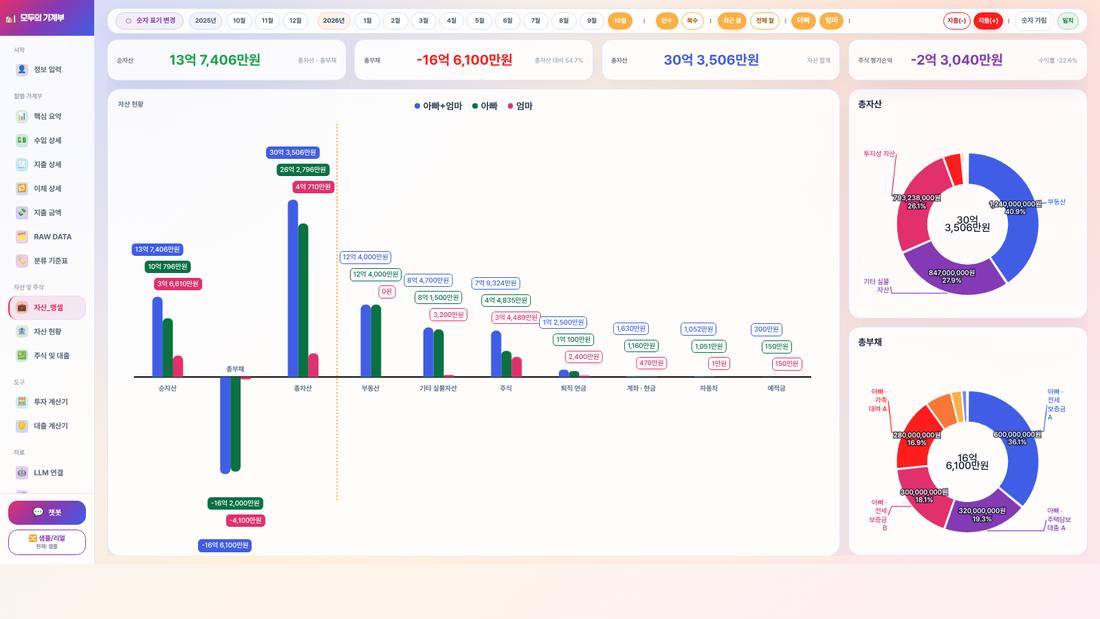 모두의 가계부
시작
정보 입력
월별 가계부
핵심 요약
수입 상세
지출 상세
이체 상세
지출 금액
RAW DATA
분류 기준표
자산 및 주식
자산_뱅샐
자산 현황
주식 및 대출
도구
투자 계산기
대출 계산기
자료
LLM 연결
챗봇
샘플/리얼
현재: 샘플
숫자 표기 변경 2025년 10월 11월 12월 2026년 1월 2월 3월 4월 5월 6월 7월 8월 9월 10월 | 단수 복수 | 최근 월 전체 월 | 아빠 엄마 | 지출(-) 지출(+) | 숫자 가림 일치
순자산 13억 7,406만원 총자산 - 총부채
총부채 -16억 6,100만원 총자산 대비 54.7%
총자산 30억 3,506만원 자산 합계
주식 평가손익 -2억 3,040만원 수익률 -22.6%
자산 현황
아빠+엄마 아빠 엄마
13억 7,406만원
10억 796만원
3억 6,610만원
순자산
총부채
-16억 2,000만원
-4,100만원
-16억 6,100만원
30억 3,506만원
26억 2,796만원
4억 710만원
총자산
12억 4,000만원
12억 4,000만원
0원
부동산
8억 4,700만원
8억 1,500만원
3,200만원
기타 실물자산
7억 9,324만원
4억 4,835만원
3억 4,489만원
주식
1억 2,500만원
1억 100만원
2,400만원
퇴직 연금
1,630만원
1,160만원
470만원
계좌 · 현금
1,052만원
1,051만원
1만원
자동차
300만원
150만원
150만원
예적금
총자산
투자성 자산
793,238,000원
26.1%
1,240,000,000원
40.9%
부동산
30억
3,506만원
847,000,000원
27.9%
기타 실물
자산
총부채
아빠 ·
가족
대여 A
아빠 ·
전세
보증금
A
280,000,000원
16.9%
600,000,000원
36.1%
16억
6,100만원
300,000,000원
18.1%
320,000,000원
19.3%
아빠 ·
전세
보증금
B
아빠 ·
주택담보
대출 A